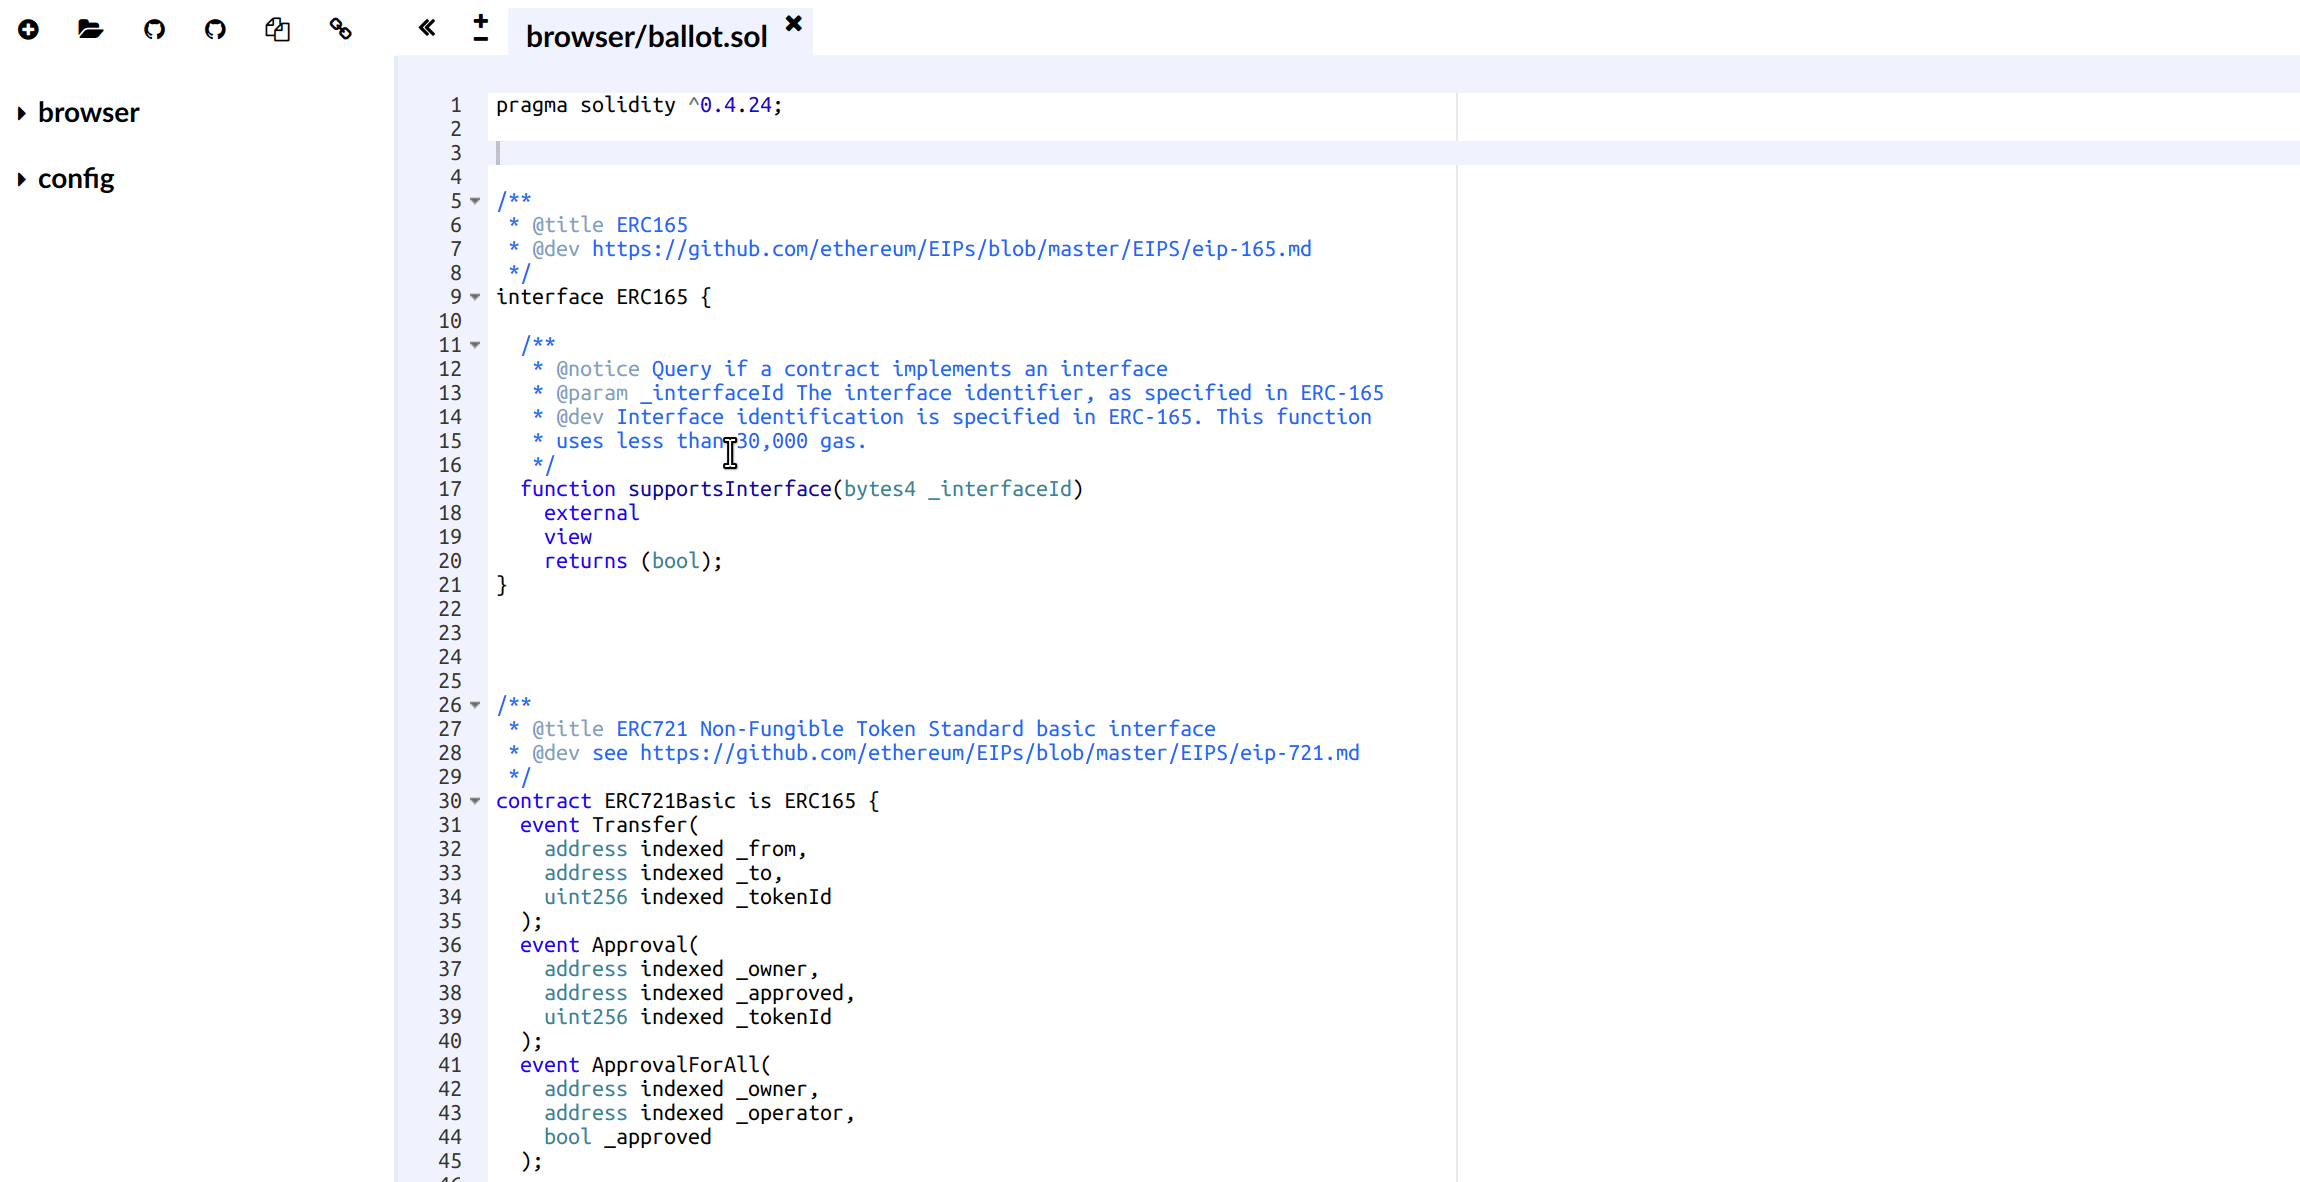 browser/ballot.sol
browser
config
1 pragma solidity ^0.4.24;
2
3
4
5 /**
6 * @title ERC165
7 * @dev https://github.com/ethereum/EIPs/blob/master/EIPS/eip-165.md
8 */
9 interface ERC165 {
10
11 /**
12 * @notice Query if a contract implements an interface
13 * @param _interfaceId The interface identifier, as specified in ERC-165
14 * @dev Interface identification is specified in ERC-165. This function
15 * uses less than 30,000 gas.
16 */
17 function supportsInterface(bytes4 _interfaceId)
18 external
19 view
20 returns (bool);
21 }
22
23
24
25
26 /**
27 * @title ERC721 Non-Fungible Token Standard basic interface
28 * @dev see https://github.com/ethereum/EIPs/blob/master/EIPS/eip-721.md
29 */
30 contract ERC721Basic is ERC165 {
31 event Transfer(
32 address indexed _from,
33 address indexed _to,
34 uint256 indexed _tokenId
35 );
36 event Approval(
37 address indexed _owner,
38 address indexed _approved,
39 uint256 indexed _tokenId
40 );
41 event ApprovalForAll(
42 address indexed _owner,
43 address indexed _operator,
44 bool _approved
45 );